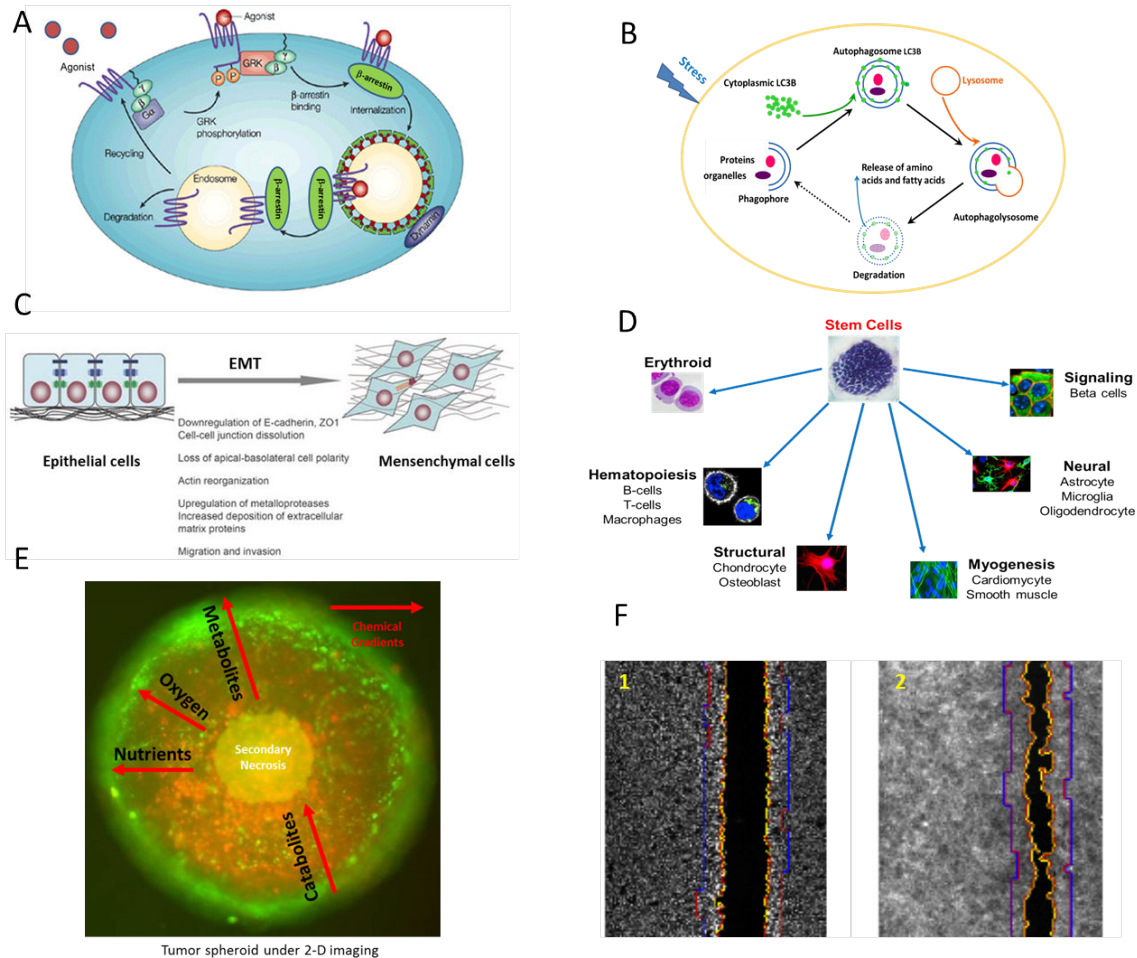 A
Agonist
Agonist
GRK
P
P
γ
β
γ
β
Gα
β-arrestin
β-arrestin
binding
Internalization
GRK
phosphorylation
Recycling
Endosome
β-arrestin
β-arrestin
Degradation
Dynamin
B
Stress
Autophagosome LC3B
Cytoplasmic LC3B
Lysosome
Proteins
organelles
Phagophore
Release of amino
acids and fatty acids
Autophagolysosome
Degradation
C
EMT
Downregulation of E-cadherin, ZO1
Cell-cell junction dissolution
Loss of apical-basolateral cell polarity
Actin reorganization
Upregulation of metalloproteases
Increased deposition of extracellular
matrix proteins
Migration and invasion
Epithelial cells
Mensenchymal cells
D
Stem Cells
Erythroid
Signaling
Beta cells
Hematopoiesis
B-cells
T-cells
Macrophages
Neural
Astrocyte
Microglia
Oligodendrocyte
Structural
Chondrocyte
Osteoblast
Myogenesis
Cardiomycyte
Smooth muscle
E
Metabolites
Chemical
Gradients
Oxygen
Nutrients
Secondary
Necrosis
Catabolites
Tumor spheroid under 2-D imaging
F
1
2